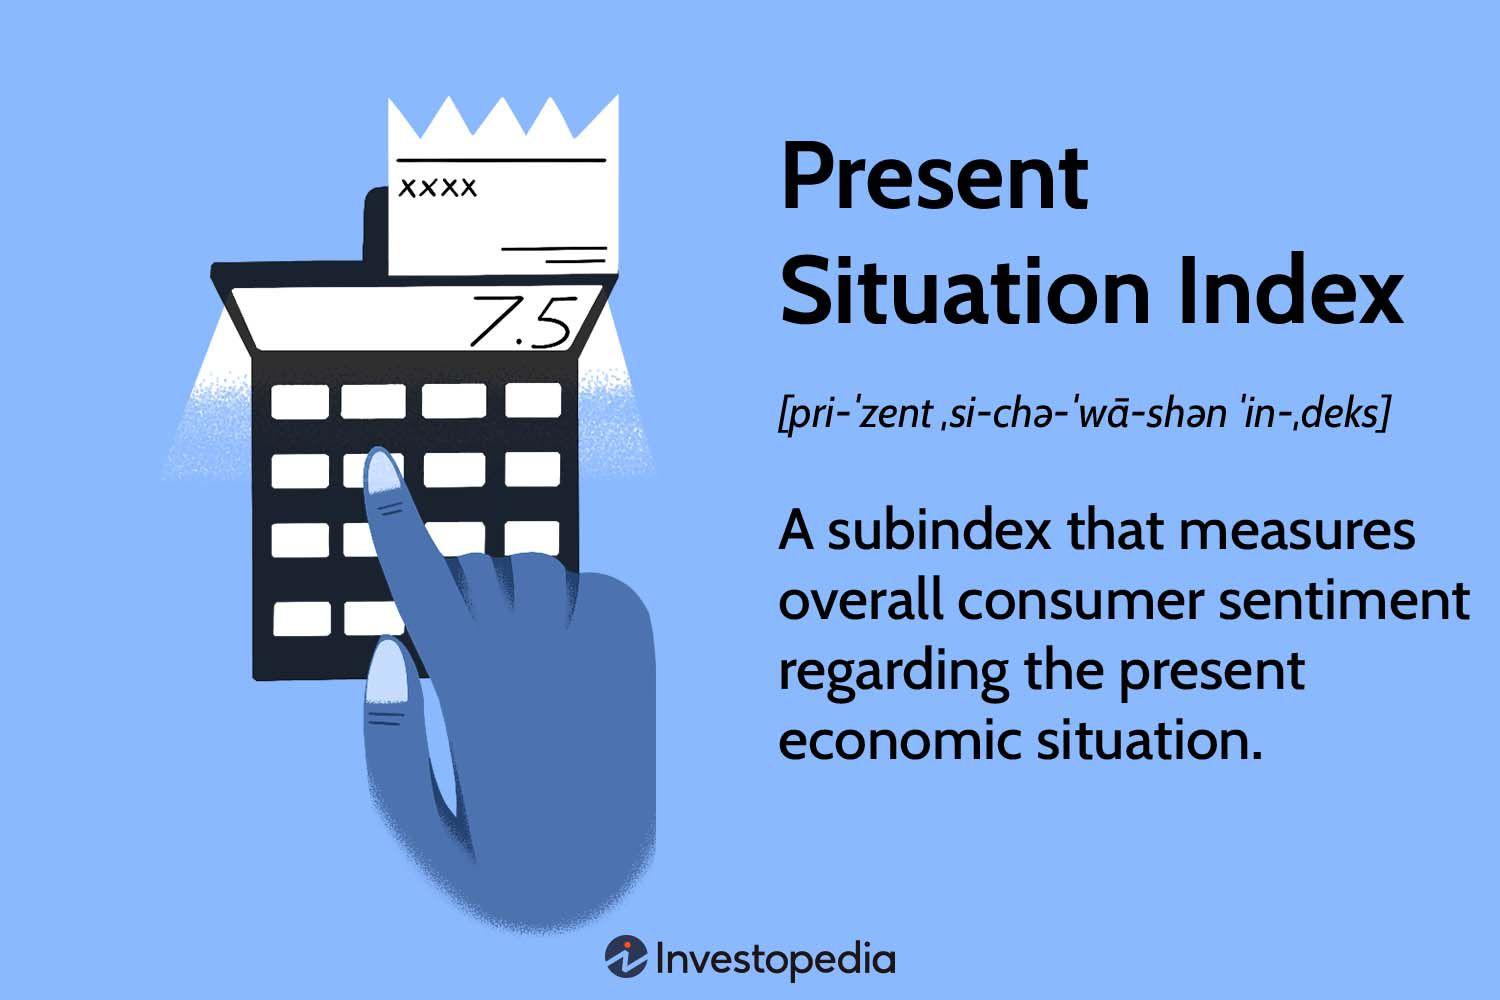 xxxx
7.5
Present
Situation Index
[pri-ˈzent ˌsi-chə-ˈwā-shən ˈin-ˌdeks]
A subindex that measures
overall consumer sentiment
regarding the present
economic situation.
Investopedia